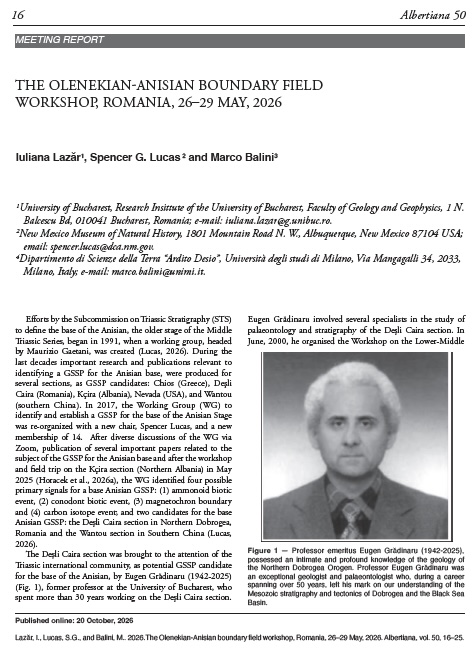 16
Albertiana 50
MEETING REPORT
THE OLENEKIAN-ANISIAN BOUNDARY FIELD
WORKSHOP, ROMANIA, 26–29 MAY, 2026
Iuliana Lazăr¹, Spencer G. Lucas ² and Marco Balini³
¹University of Bucharest, Research Insititute of the University of Bucharest, Faculty of Geology and Geophysics, 1 N.
Balcescu Bd, 010041 Bucharest, Romania; e-mail: iuliana.lazar@g.unibuc.ro.
²New Mexico Museum of Natural History, 1801 Mountain Road N. W., Albuquerque, New Mexico 87104 USA;
email: spencer.lucas@dca.nm.gov
⁴Dipartimento di Scienze della Terra "Ardito Desio", Università degli studi di Milano, Via Mangagalli 34, 2033,
Milano, Italy; e-mail: marco.balini@unimi.it.
Efforts by the Subcommission on Triassic Stratigraphy (STS)
to define the base of the Anisian, the older stage of the Middle
Triassic Series, began in 1991, when a working group, headed
by Maurizio Gaetani, was created (Lucas, 2026). During the
last decades important research and publications relevant to
identifying a GSSP for the Anisian base, were produced for
several sections, as GSSP candidates: Chios (Greece), Deşli
Caira (Romania), Kçira (Albania), Nevada (USA), and Wantou
(southern China). In 2017, the Working Group (WG) to
identify and establish a GSSP for the base of the Anisian Stage
was re-organized with a new chair, Spencer Lucas, and a new
membership of 14. After diverse discussions of the WG via
Zoom, publication of several important papers related to the
subject of the GSSP for the Anisian base and after the workshop
and field trip on the Kçira section (Northern Albania) in May
2025 (Horacek et al., 2026a), the WG identified four possible
primary signals for a base Anisian GSSP: (1) ammonoid biotic
event, (2) conodont biotic event, (3) magnetochron boundary
and (4) carbon isotope event; and two candidates for the base
Anisian GSSP: the Deşli Caira section in Northern Dobrogea,
Romania and the Wantou section in Southern China (Lucas,
2026).
The Deşli Caira section was brought to the attention of the
Triassic international community, as potential GSSP candidate
for the base of the Anisian, by Eugen Grădinaru (1942-2025)
(Fig. 1), former professor at the University of Bucharest, who
spent more than 30 years working on the Deşli Caira section.
Eugen Grădinaru involved several specialists in the study of
palaeontology and stratigraphy of the Deşli Caira section. In
June, 2000, he organised the Workshop on the Lower-Middle
Figure 1 — Professor emeritus Eugen Grădinaru (1942-2025),
possessed an intimate and profound knowledge of the geology of
the Northern Dobrogea Orogen. Professor Eugen Grădinaru was
an exceptional geologist and palaeontologist who, during a career
spanning over 50 years, left his mark on our understanding of the
Mesozoic stratigraphy and tectonics of Dobrogea and the Black Sea
Basin.
Published online: 20 October, 2026
Lazăr, I., Lucas, S.G., and Balini, M. 2026. The Olenekian-Anisian boundary field workshop, Romania, 26–29 May, 2026. Albertiana, vol. 50, 16–25.